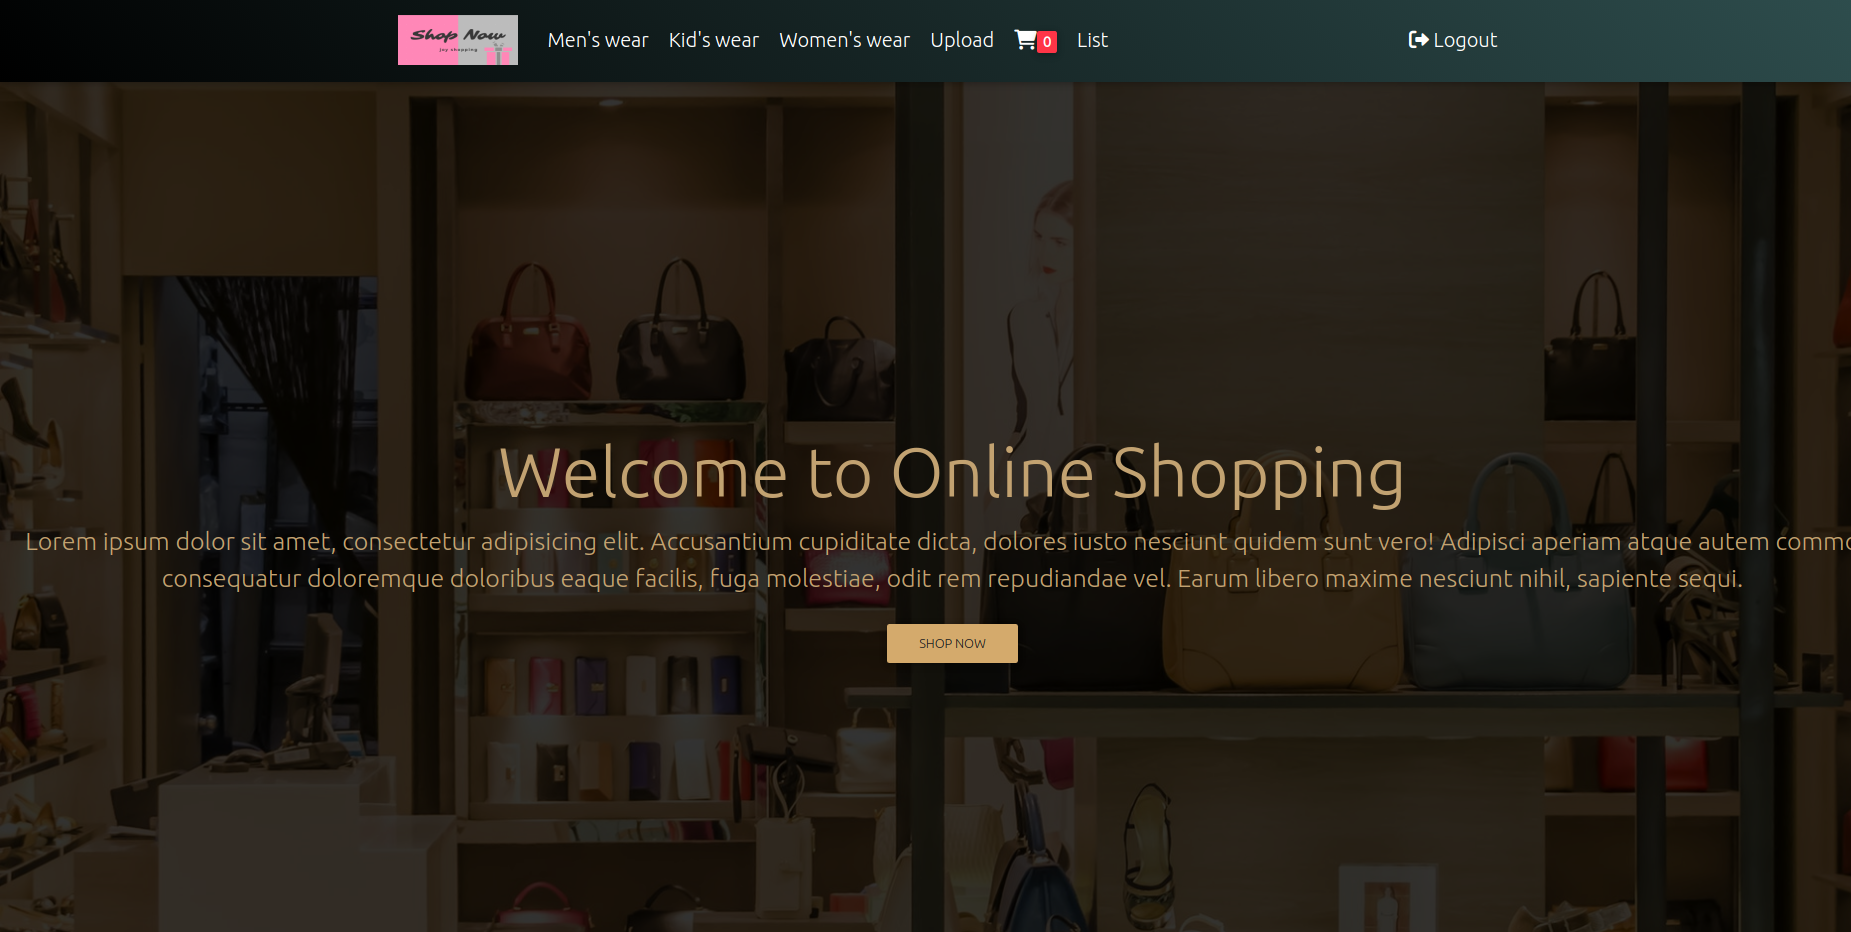 Shop Now
joy shopping
Men's wear Kid's wear Women's wear Upload 0 List Logout
Welcome to Online Shopping
Lorem ipsum dolor sit amet, consectetur adipisicing elit. Accusantium cupiditate dicta, dolores iusto nesciunt quidem sunt vero! Adipisci aperiam atque autem commo
consequatur doloremque doloribus eaque facilis, fuga molestiae, odit rem repudiandae vel. Earum libero maxime nesciunt nihil, sapiente sequi.
SHOP NOW